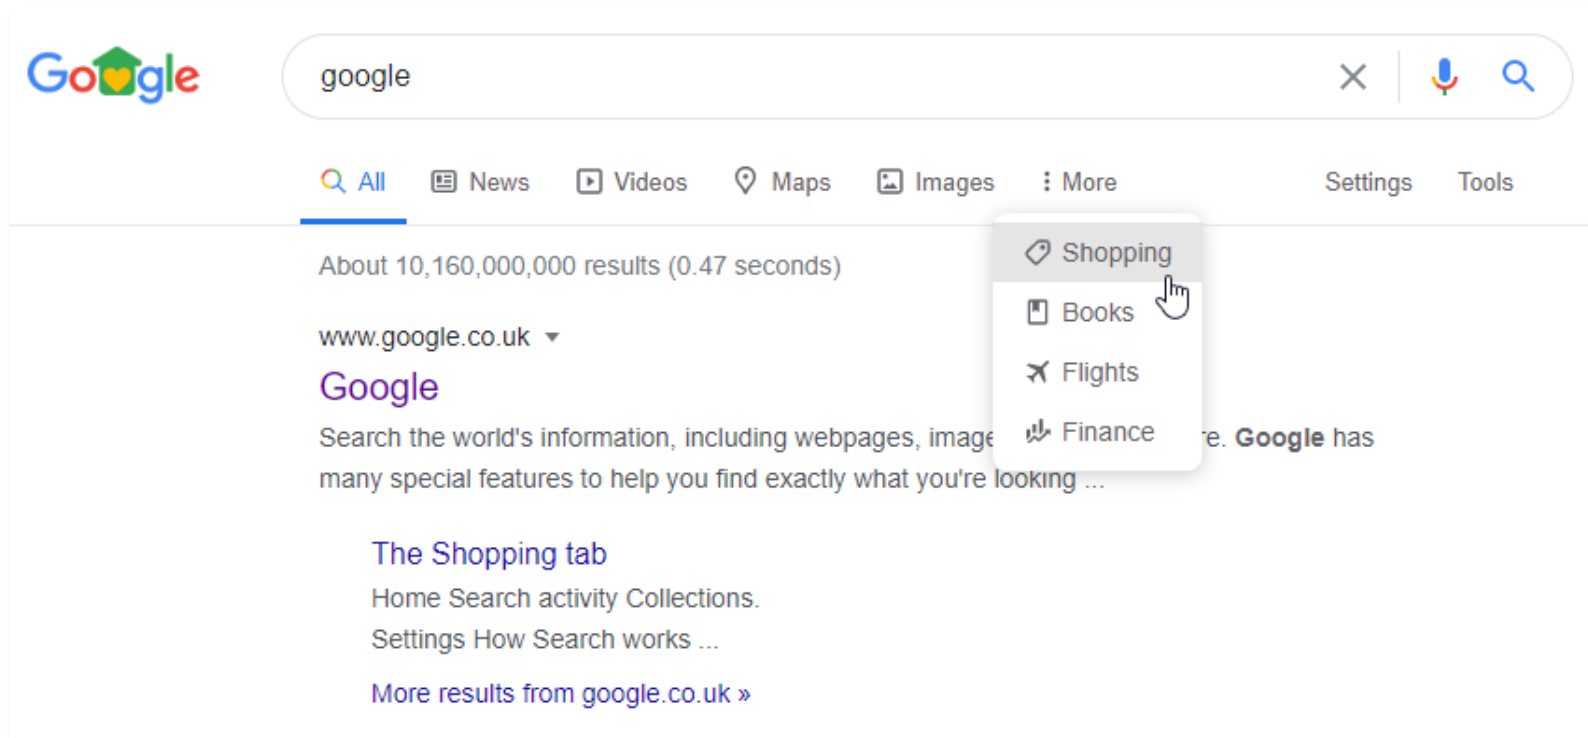 Google
google
All News Videos Maps Images More Settings Tools
Shopping
Books
Flights
Finance
About 10,160,000,000 results (0.47 seconds)
www.google.co.uk
Google
Search the world's information, including webpages, image re. Google has
many special features to help you find exactly what you're looking ...
The Shopping tab
Home Search activity Collections.
Settings How Search works ...
More results from google.co.uk »